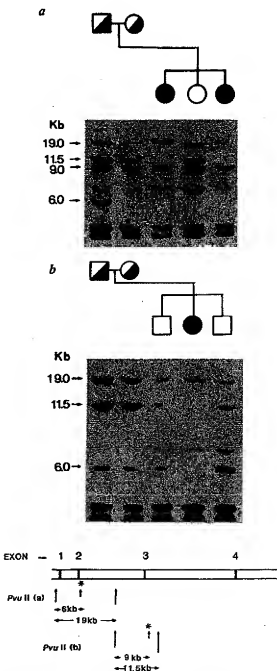 a
Kb
19.0
11.5
9.0
6.0
b
Kb
19.0
11.5
6.0
EXON 1 2 3 4
*
Pvu II (a)
6kb
19kb
*
Pvu II (b)
9 kb
11.5kb